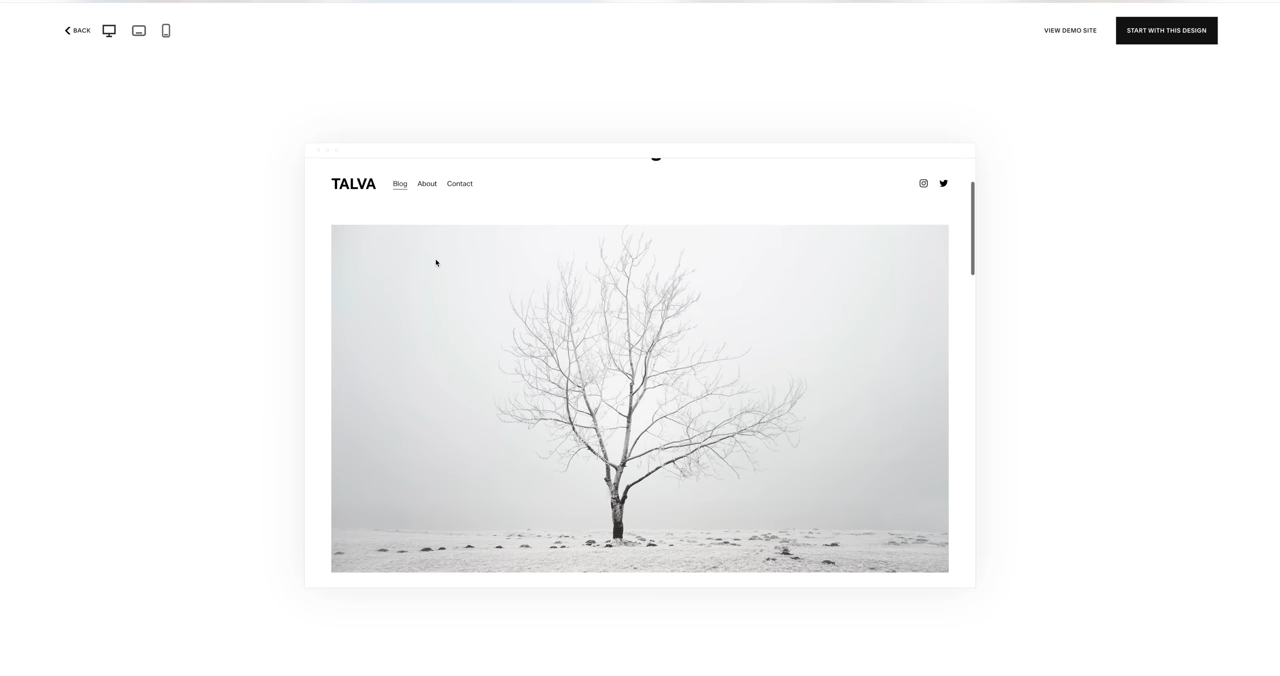 BACK
VIEW DEMO SITE
START WITH THIS DESIGN
TALVA
Blog
About
Contact